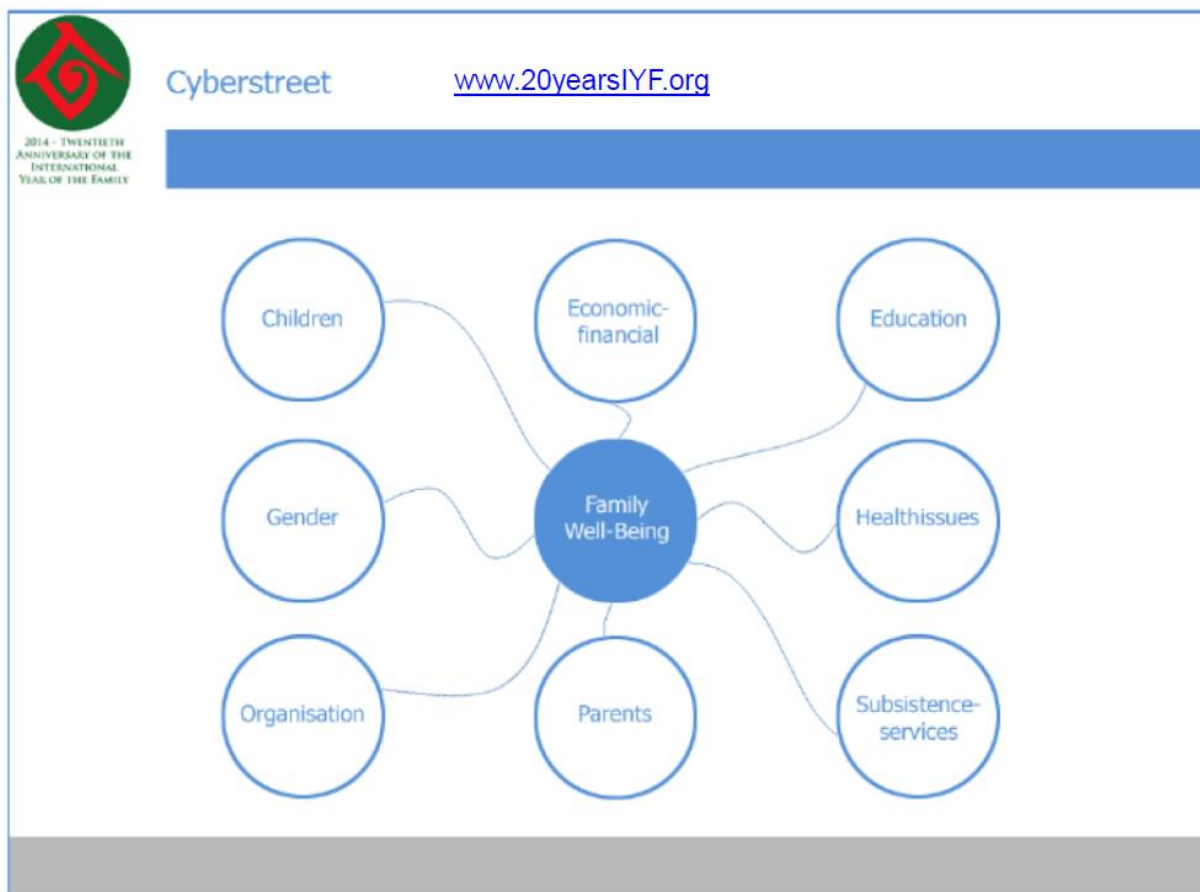 Cyberstreet
www.20yearsIYF.org
2014 - TWENTIETH
ANNIVERSARY OF THE
INTERNATIONAL
YEAR OF THE FAMILY
Children
Economic-
financial
Education
Gender
Family
Well-Being
Healthissues
Organisation
Parents
Subsistence-
services